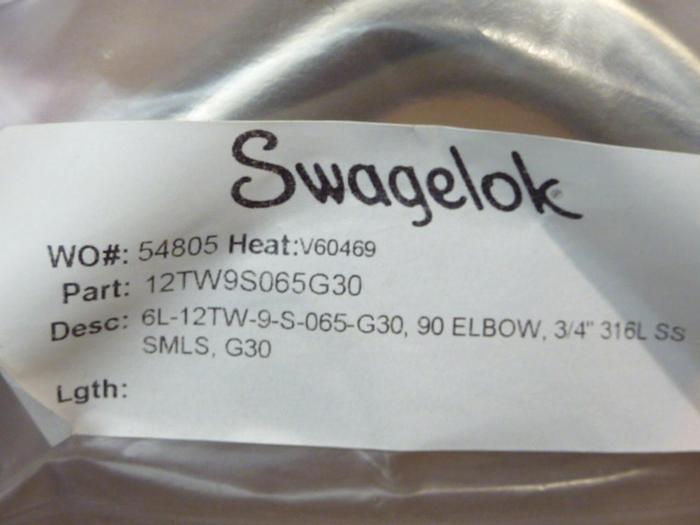 Swagelok
WO#: 54805 Heat:V60469
Part: 12TW9S065G30
Desc: 6L-12TW-9-S-065-G30, 90 ELBOW, 3/4" 316L SS
SMLS, G30
Lgth: